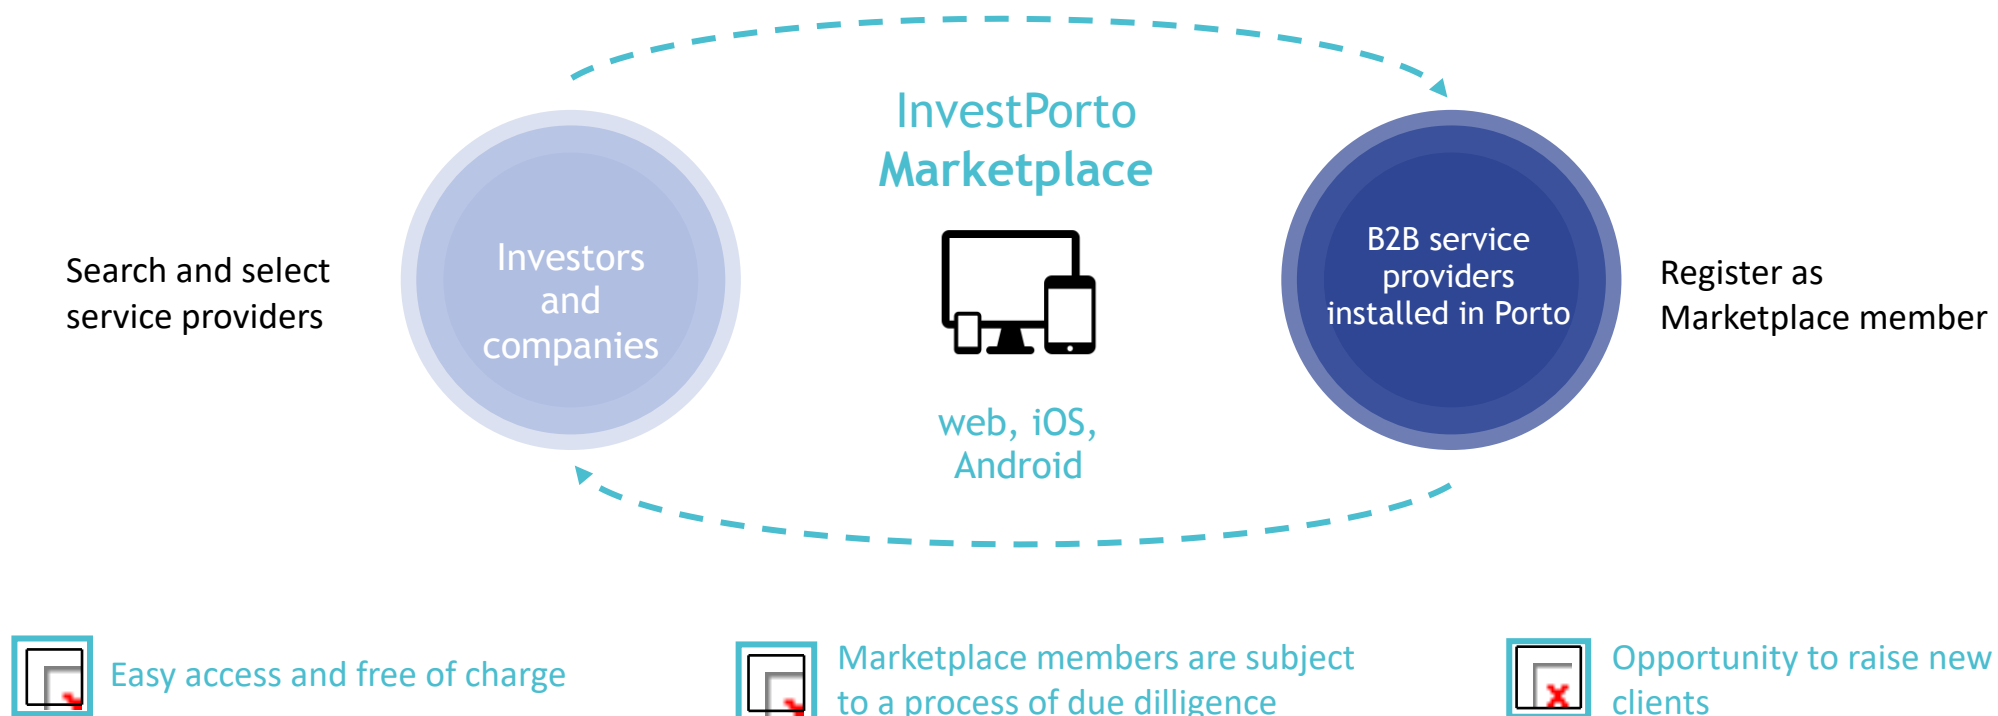 InvestPorto
Marketplace
Search and select
service providers
Investors
and
companies
web, iOS,
Android
B2B service
providers
installed in Porto
Register as
Marketplace member
Easy access and free of charge
Marketplace members are subject
to a process of due dilligence
Opportunity to raise new
clients